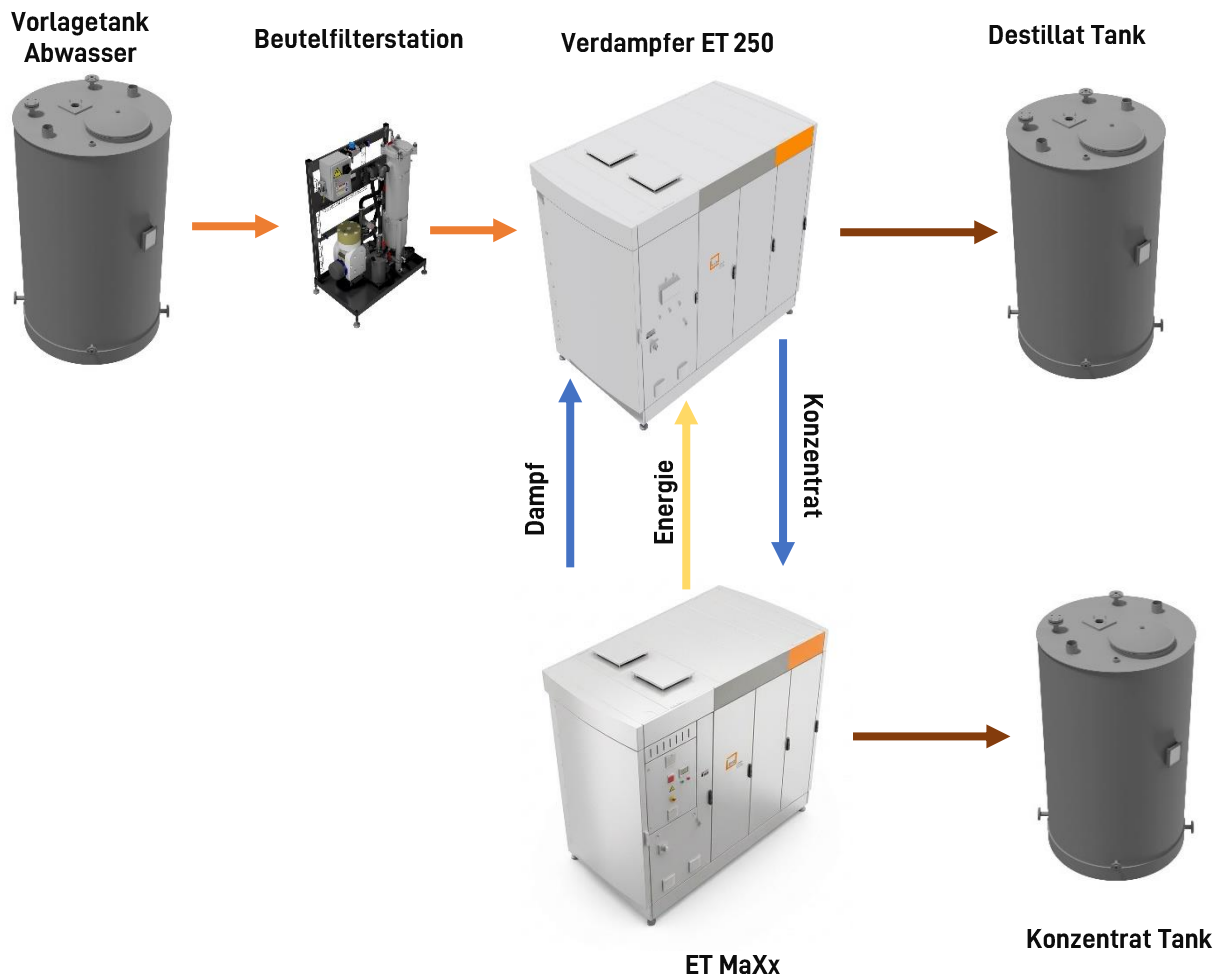 Vorlagetank
Abwasser
Beutelfilterstation
Verdampfer ET 250
Destillat Tank
Dampf
Energie
Konzentrat
ET MaXx
Konzentrat Tank